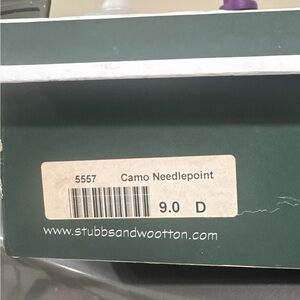 5557 Camo Needlepoint
9.0 D
www.stubbsandwootton.com